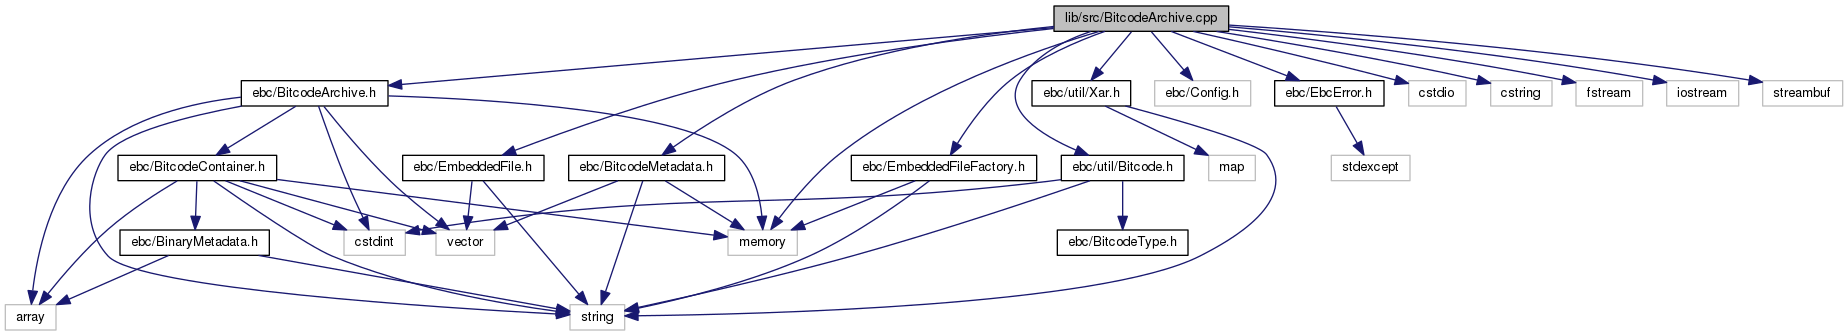 lib/src/BitcodeArchive.cpp
ebc/BitcodeArchive.h
ebc/util/Xar.h
ebc/Config.h
ebc/EbcError.h
cstdio
cstring
fstream
iostream
streambuf
ebc/BitcodeContainer.h
ebc/EmbeddedFile.h
ebc/BitcodeMetadata.h
ebc/EmbeddedFileFactory.h
ebc/util/Bitcode.h
map
stdexcept
ebc/BinaryMetadata.h
cstdint
vector
memory
ebc/BitcodeType.h
array
string